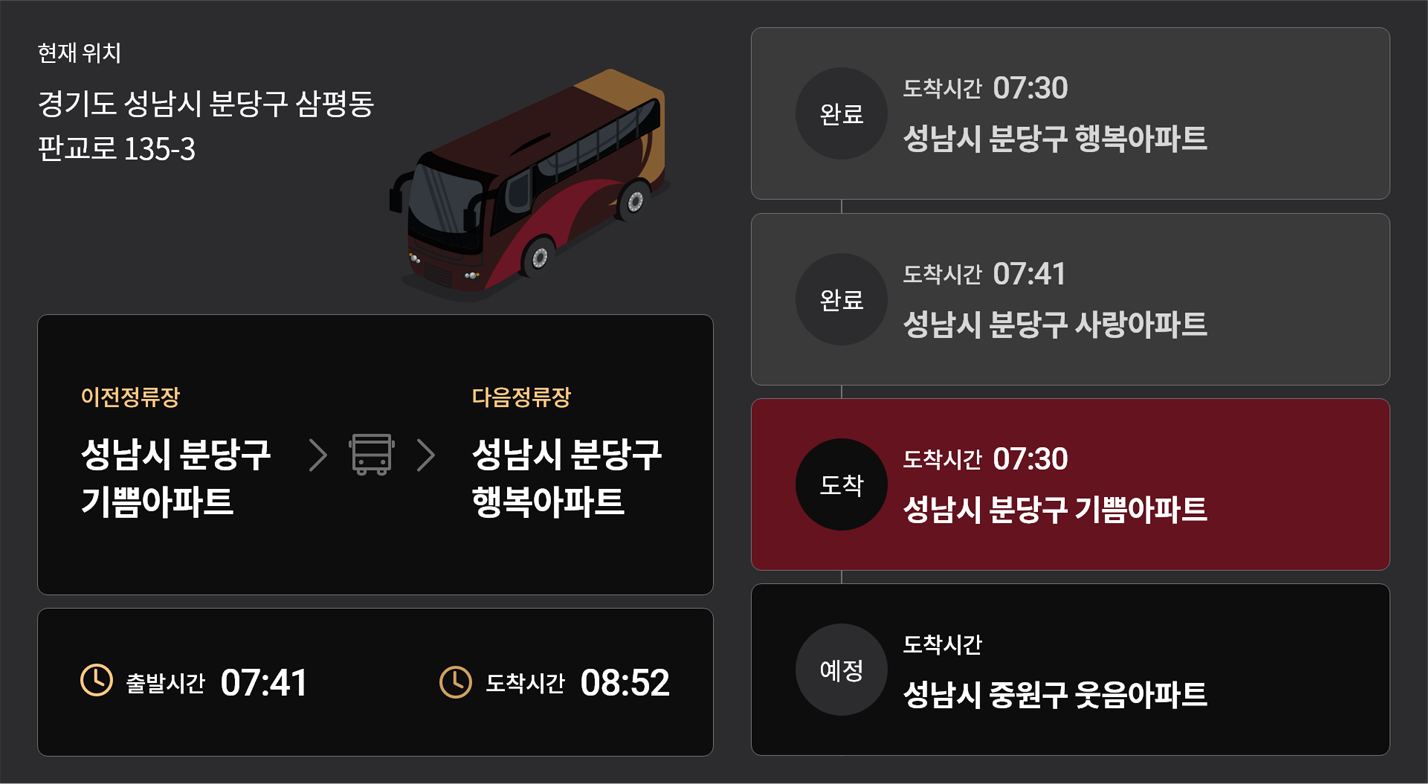 현재 위치
경기도 성남시 분당구 삼평동
판교로 135-3
이전정류장
성남시 분당구
기쁨아파트
다음정류장
성남시 분당구
행복아파트
출발시간 07:41
도착시간 08:52
완료
도착시간 07:30
성남시 분당구 행복아파트
완료
도착시간 07:41
성남시 분당구 사랑아파트
도착
도착시간 07:30
성남시 분당구 기쁨아파트
예정
도착시간
성남시 중원구 웃음아파트